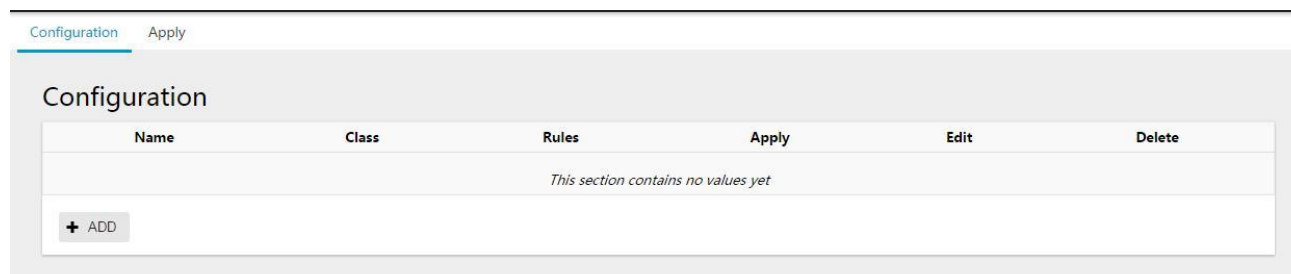 Configuration Apply
Configuration
Name Class Rules Apply Edit Delete
This section contains no values yet
+ ADD